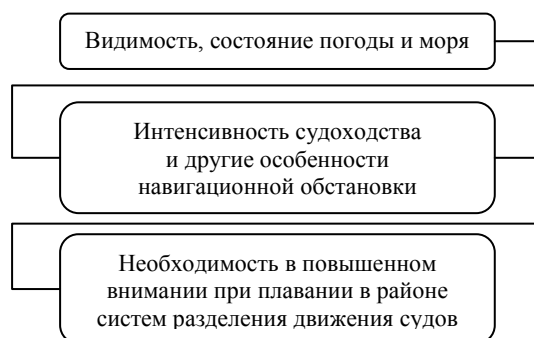 Видимость, состояние погоды и моря
Интенсивность судоходства
и другие особенности
навигационной обстановки
Необходимость в повышенном
внимании при плавании в районе
систем разделения движения судов